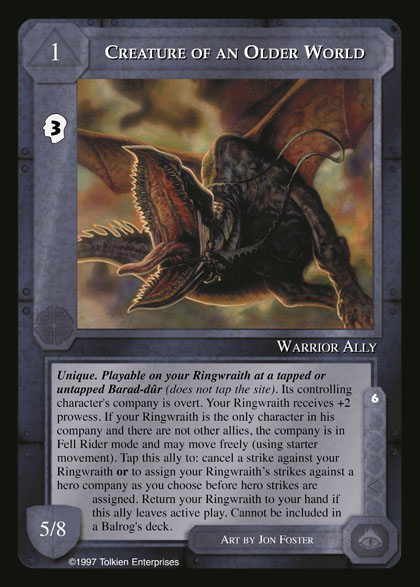 1
CREATURE OF AN OLDER WORLD
3
WARRIOR ALLY
Unique. Playable on your Ringwraith at a tapped or
untapped Barad-dûr (does not tap the site). Its controlling
character's company is overt. Your Ringwraith receives +2
prowess. If your Ringwraith is the only character in his
company and there are not other allies, the company is in
Fell Rider mode and may move freely (using starter
movement). Tap this ally to: cancel a strike against your
Ringwraith or to assign your Ringwraith's strikes against a
hero company as you choose before hero strikes are
assigned. Return your Ringwraith to your hand if
this ally leaves active play. Cannot be included in
a Balrog's deck.
6
5/8
ART BY JON FOSTER
©1997 Tolkien Enterprises